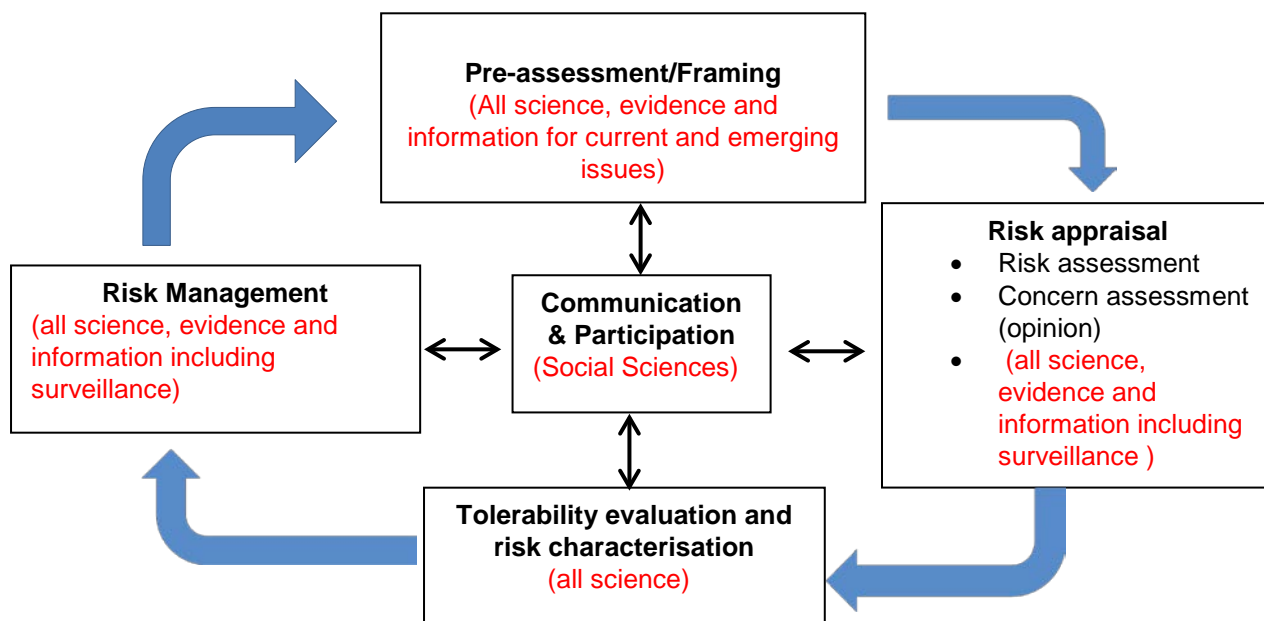 Pre-assessment/Framing
(All science, evidence and
information for current and emerging
issues)
Risk appraisal
• Risk assessment
• Concern assessment
(opinion)
• (all science,
evidence and
information including
surveillance )
Risk Management
(all science, evidence and
information including
surveillance)
Communication
& Participation
(Social Sciences)
Tolerability evaluation and
risk characterisation
(all science)